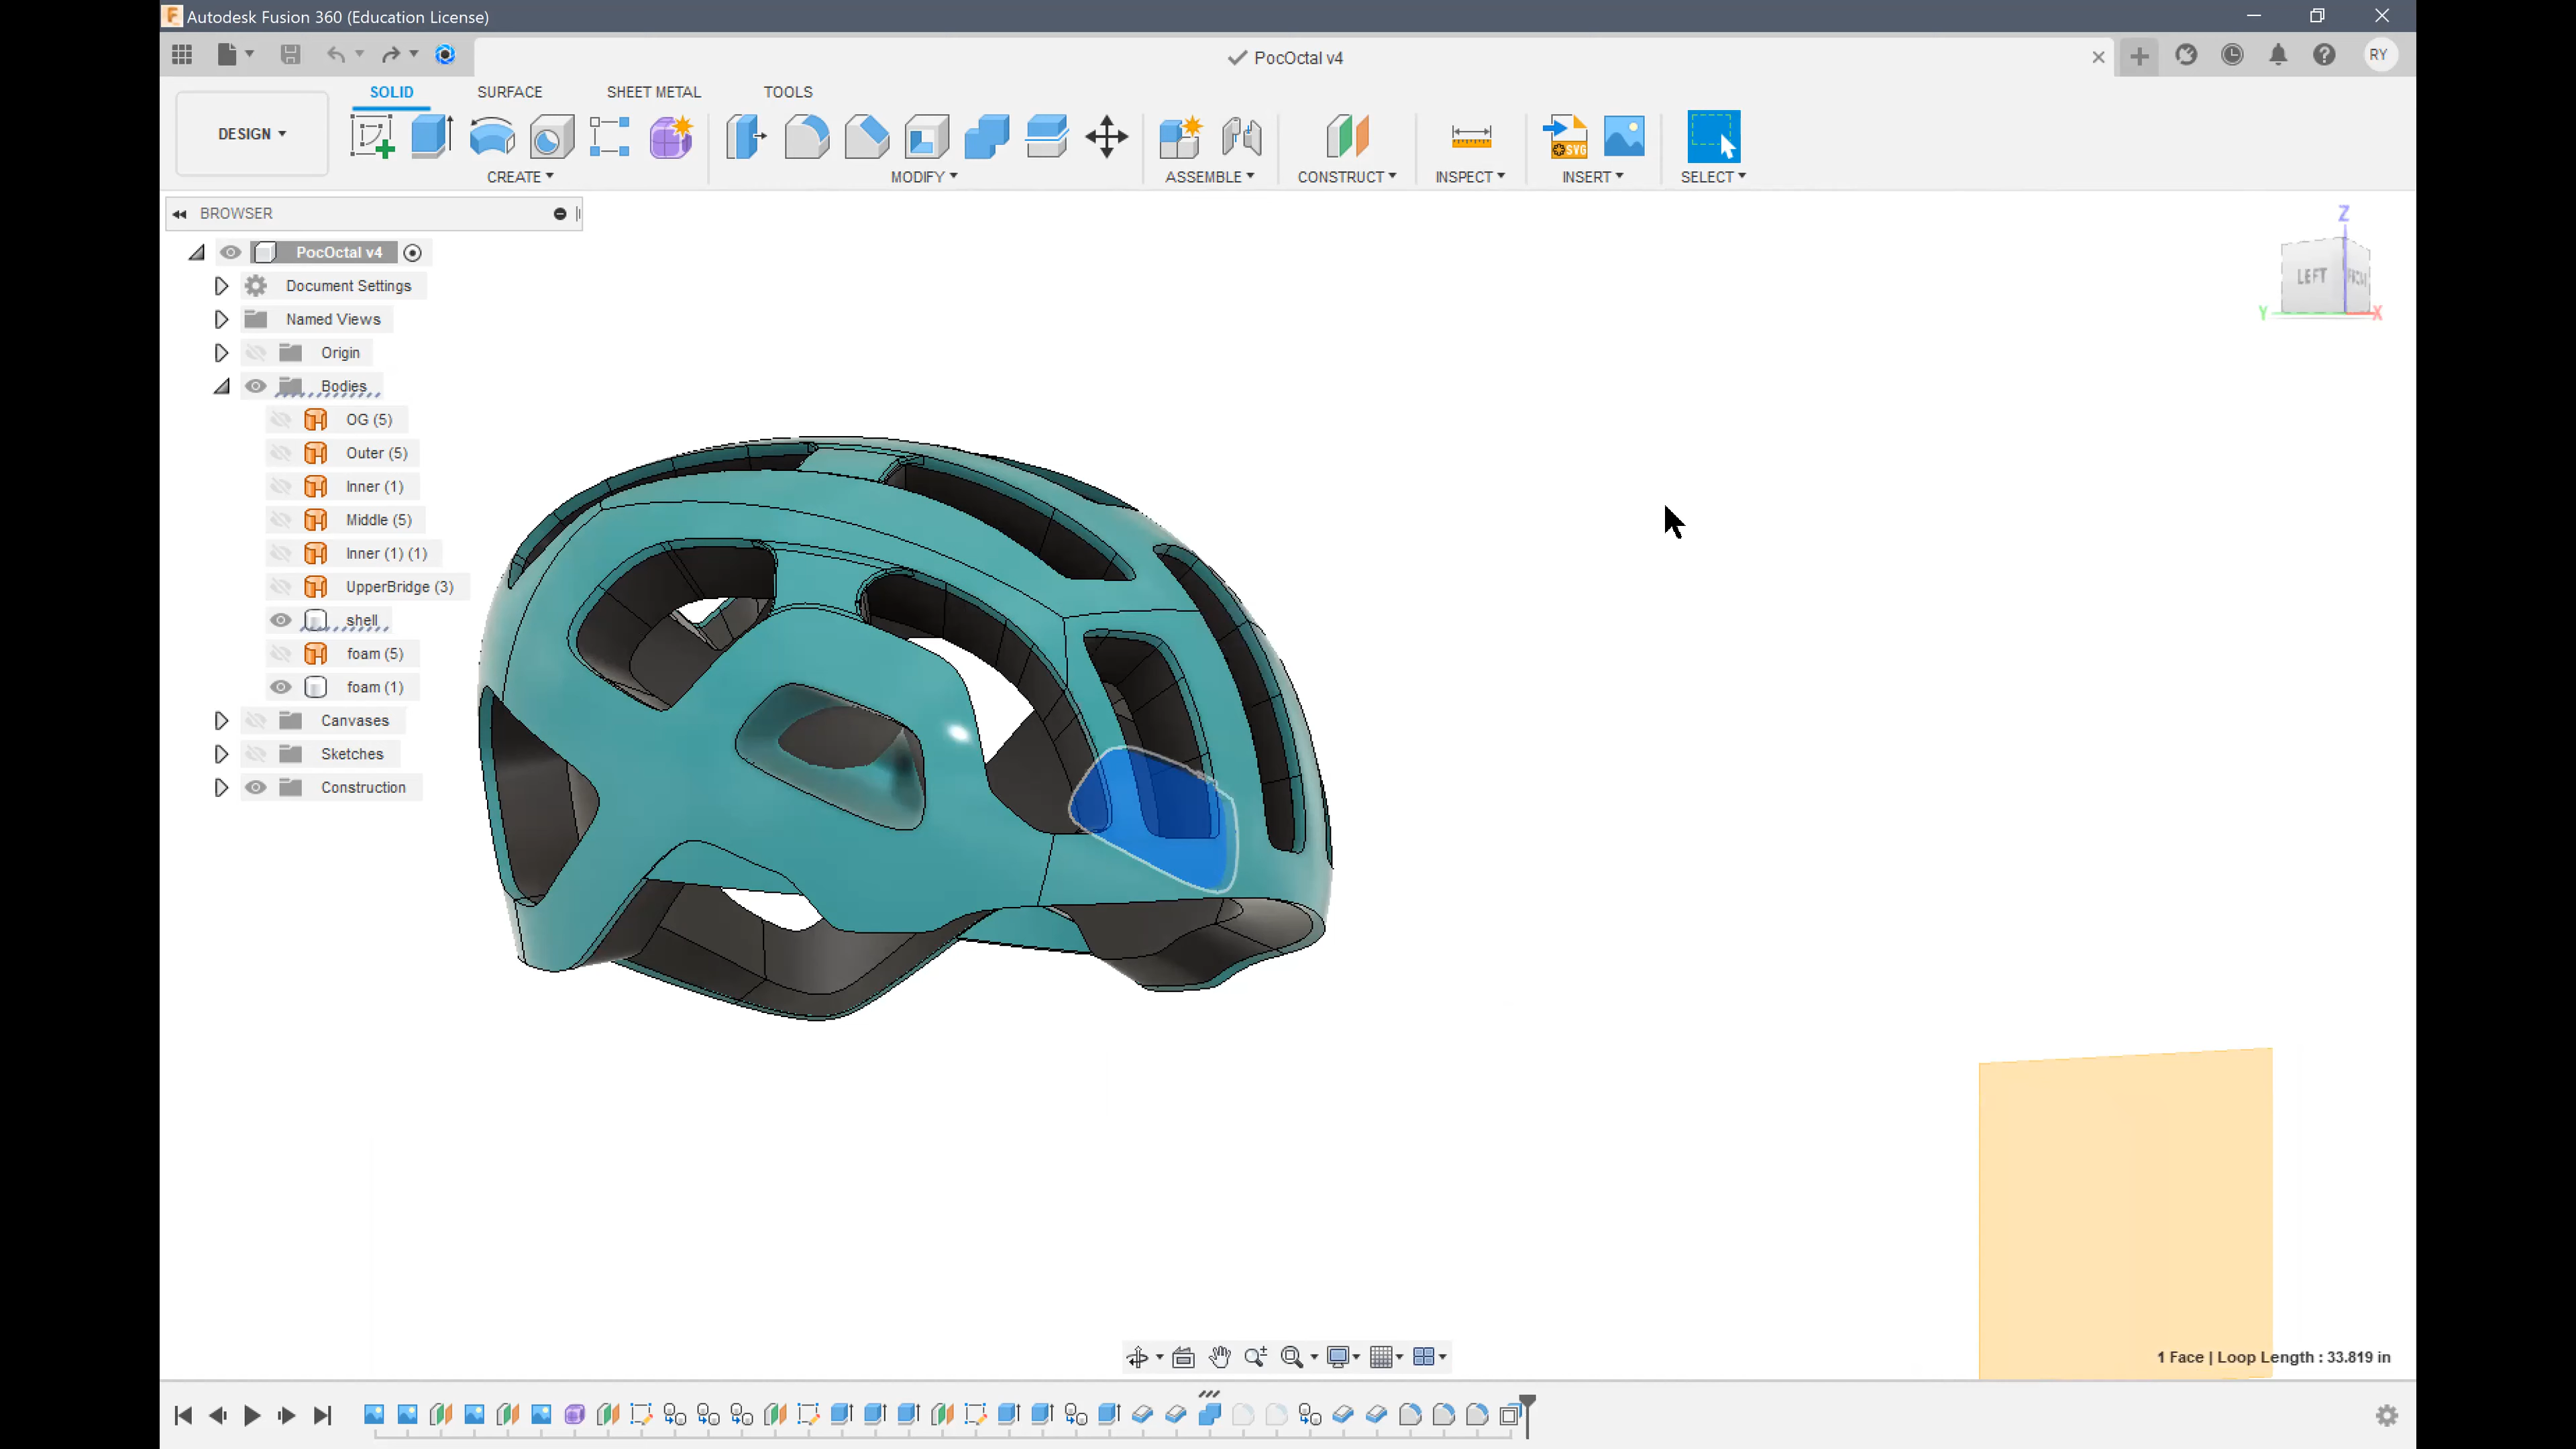 Autodesk Fusion 360 (Education License)
PocOctal v4
RY
SOLID SURFACE SHEET METAL TOOLS
DESIGN
SVG
CREATE MODIFY ASSEMBLE CONSTRUCT INSPECT INSERT SELECT
BROWSER
PocOctal v4
Document Settings
Named Views
Origin
Bodies
OG (5)
Outer (5)
Inner (1)
Middle (5)
Inner (1) (1)
UpperBridge (3)
shell
foam (5)
foam (1)
Canvases
Sketches
Construction
Z
LEFT FRONT
Y X
1 Face | Loop Length : 33.819 in